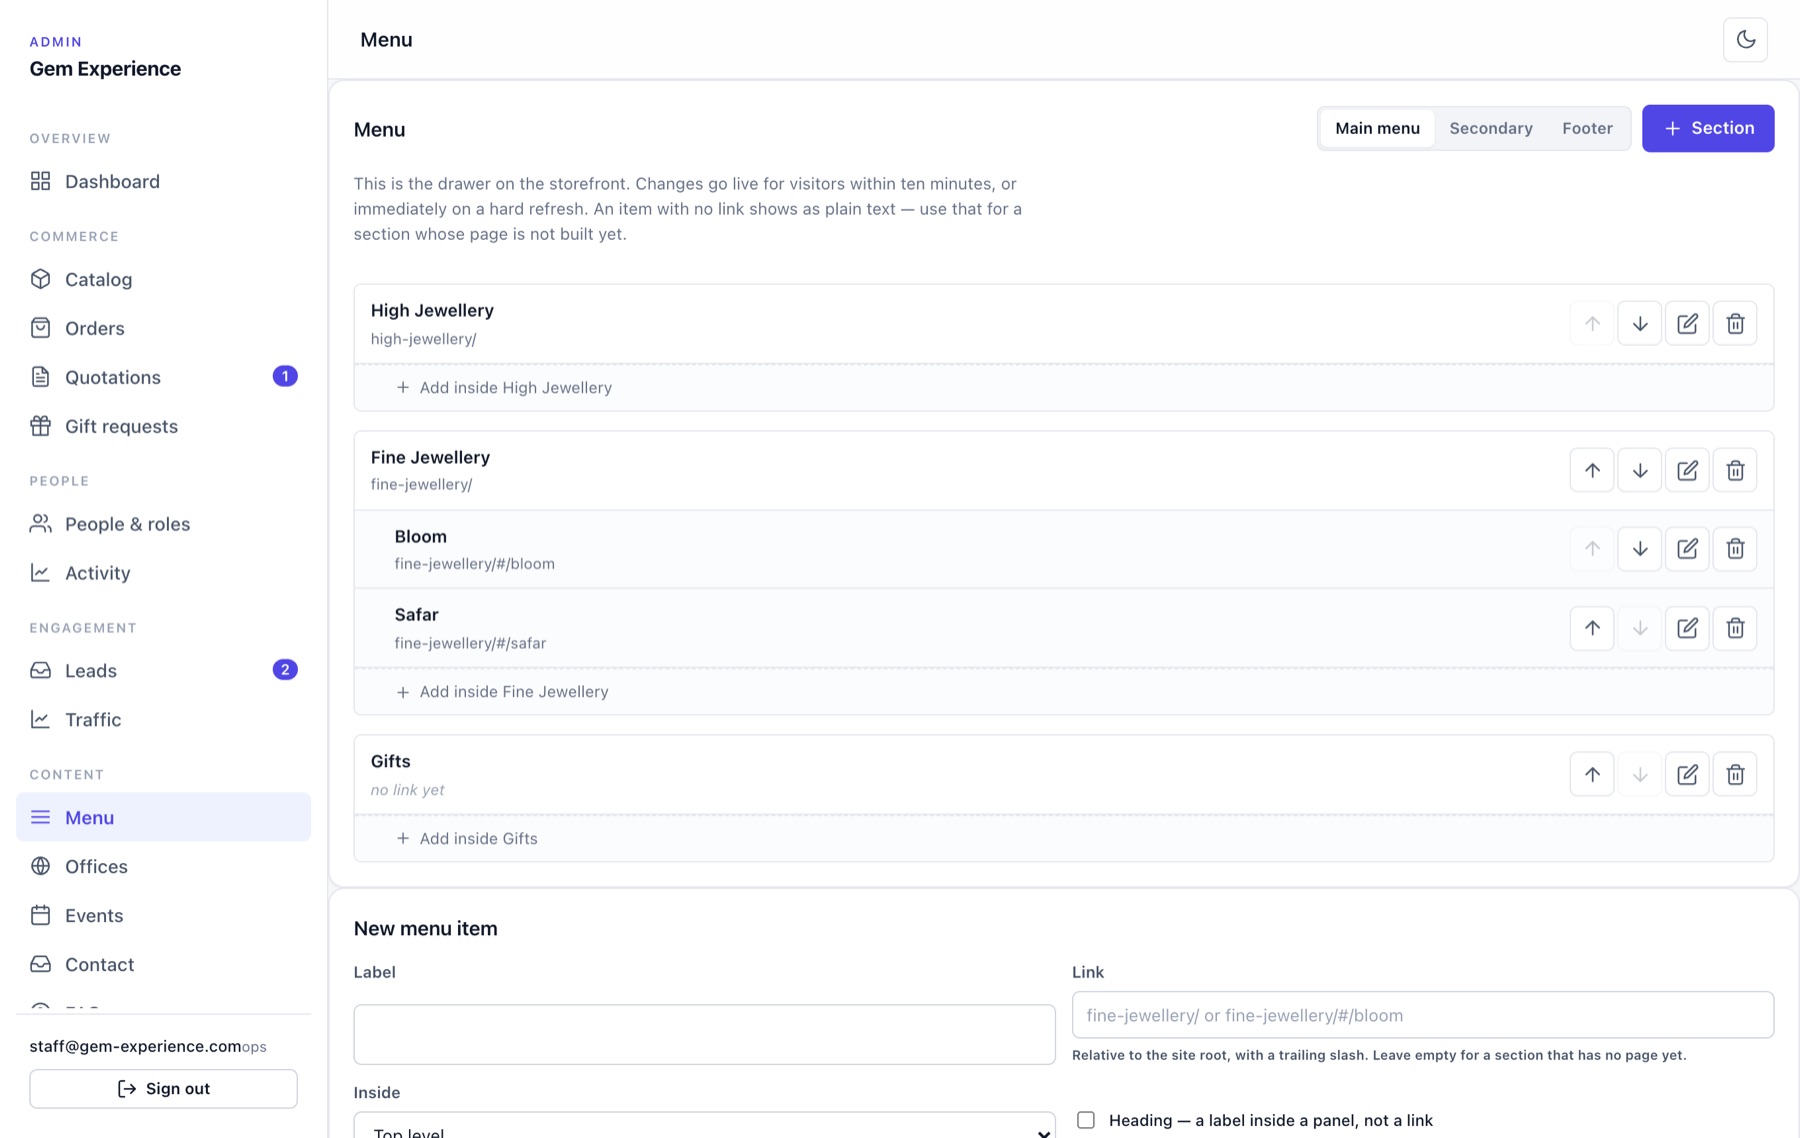 ADMIN
Gem Experience
OVERVIEW
Dashboard
COMMERCE
Catalog
Orders
Quotations 1
Gift requests
PEOPLE
People & roles
Activity
ENGAGEMENT
Leads 2
Traffic
CONTENT
Menu
Offices
Events
Contact
staff@gem-experience.comops
Sign out
Menu
Menu
Main menu Secondary Footer + Section
This is the drawer on the storefront. Changes go live for visitors within ten minutes, or
immediately on a hard refresh. An item with no link shows as plain text — use that for a
section whose page is not built yet.
High Jewellery
high-jewellery/
+ Add inside High Jewellery
Fine Jewellery
fine-jewellery/
Bloom
fine-jewellery/#/bloom
Safar
fine-jewellery/#/safar
+ Add inside Fine Jewellery
Gifts
no link yet
+ Add inside Gifts
New menu item
Label
Link
fine-jewellery/ or fine-jewellery/#/bloom
Relative to the site root, with a trailing slash. Leave empty for a section that has no page yet.
Inside
Top level
Heading — a label inside a panel, not a link